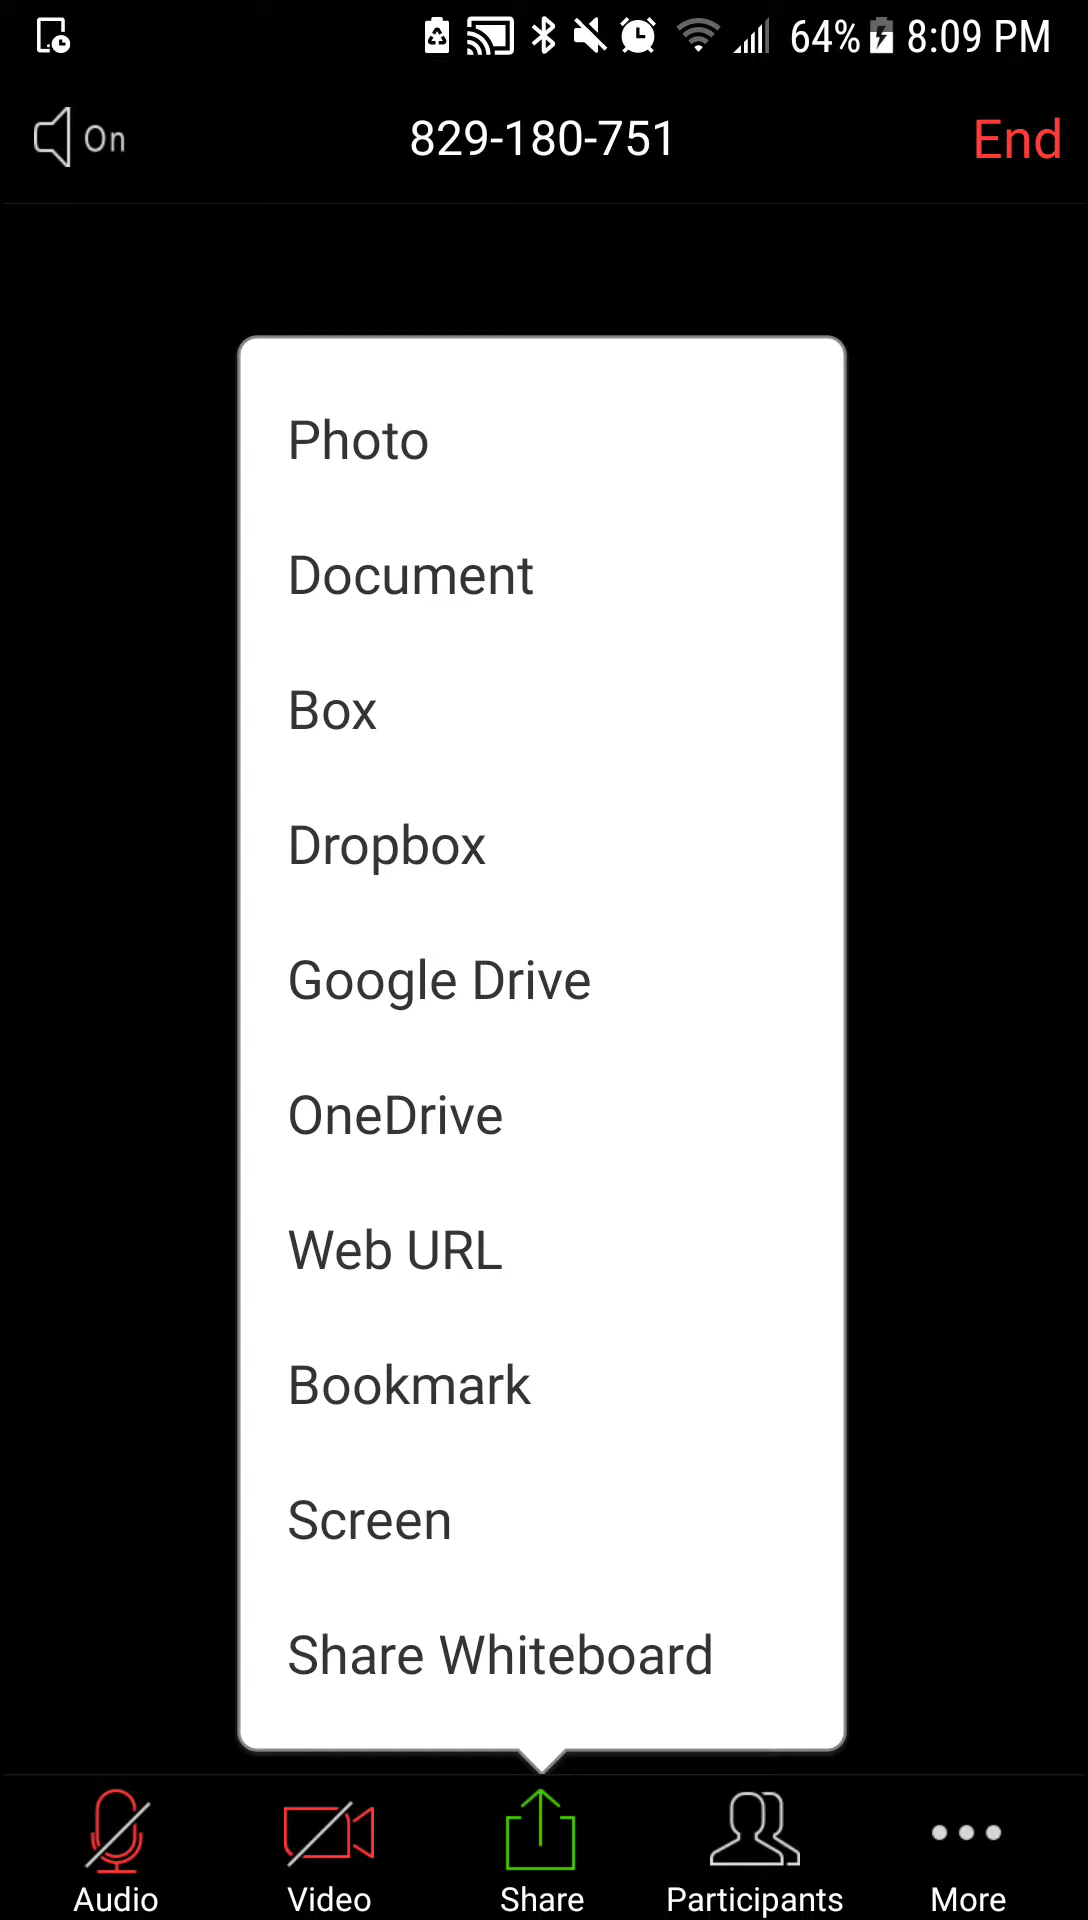 64% 8:09 PM
On 829-180-751 End
Photo
Document
Box
Dropbox
Google Drive
OneDrive
Web URL
Bookmark
Screen
Share Whiteboard
Audio Video Share Participants More